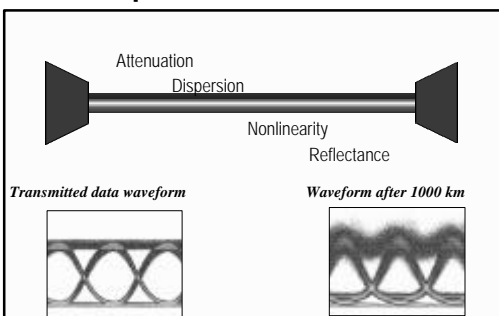 Attenuation
Dispersion
Nonlinearity
Reflectance
Transmitted data waveform
Waveform after 1000 km